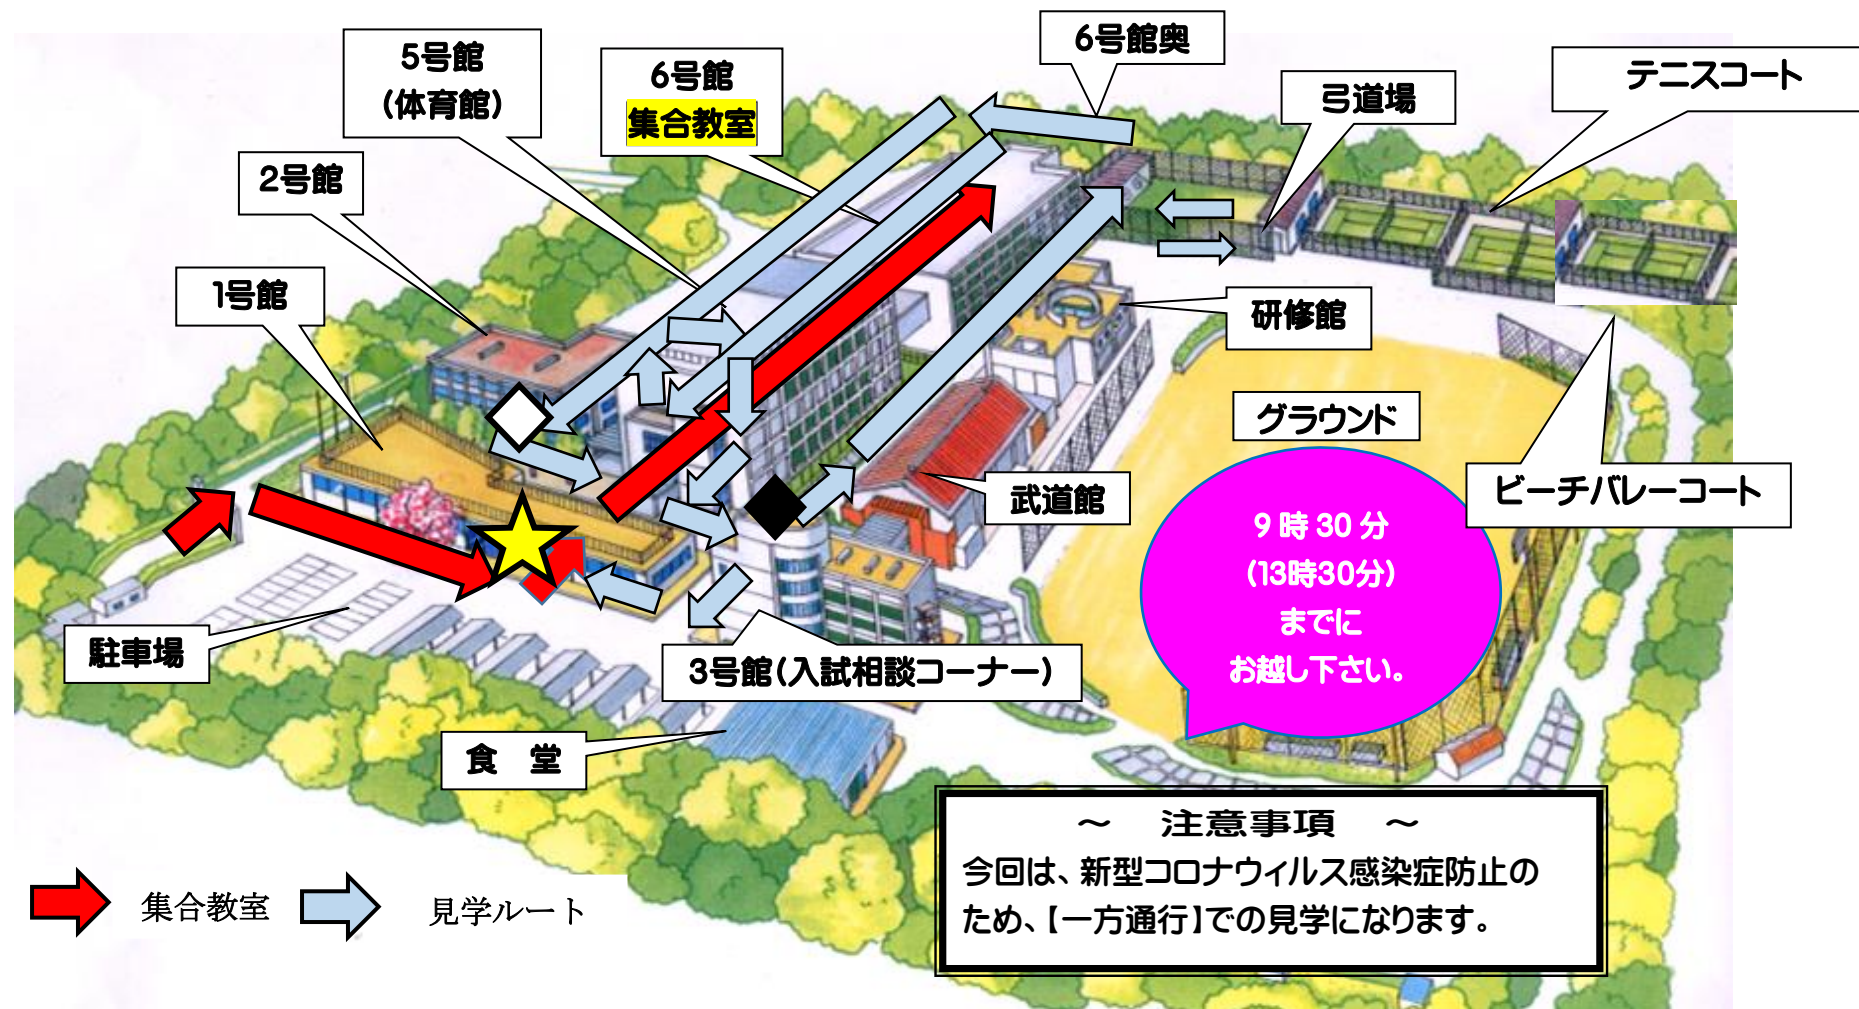 6号館奥
5号館
(体育館)
6号館
集合教室
テニスコート
弓道場
2号館
1号館
研修館
グラウンド
ビーチバレーコート
武道館
9時30分
(13時30分)
までに
お越し下さい。
駐車場
3号館(入試相談コーナー)
食　堂
～　注意事項　～
今回は、新型コロナウィルス感染症防止の
ため、【一方通行】での見学になります。
集合教室
見学ルート